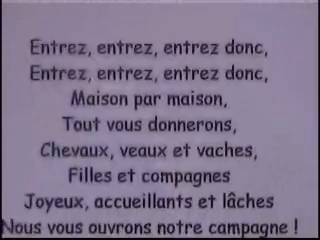 Entrez, entrez, entrez donc,
Entrez, entrez, entrez donc,
Maison par maison,
Tout vous donnerons,
Chevaux, veaux et vaches,
Filles et compagnes
Joyeux, accueillants et lâches
Nous vous ouvrons notre campagne !